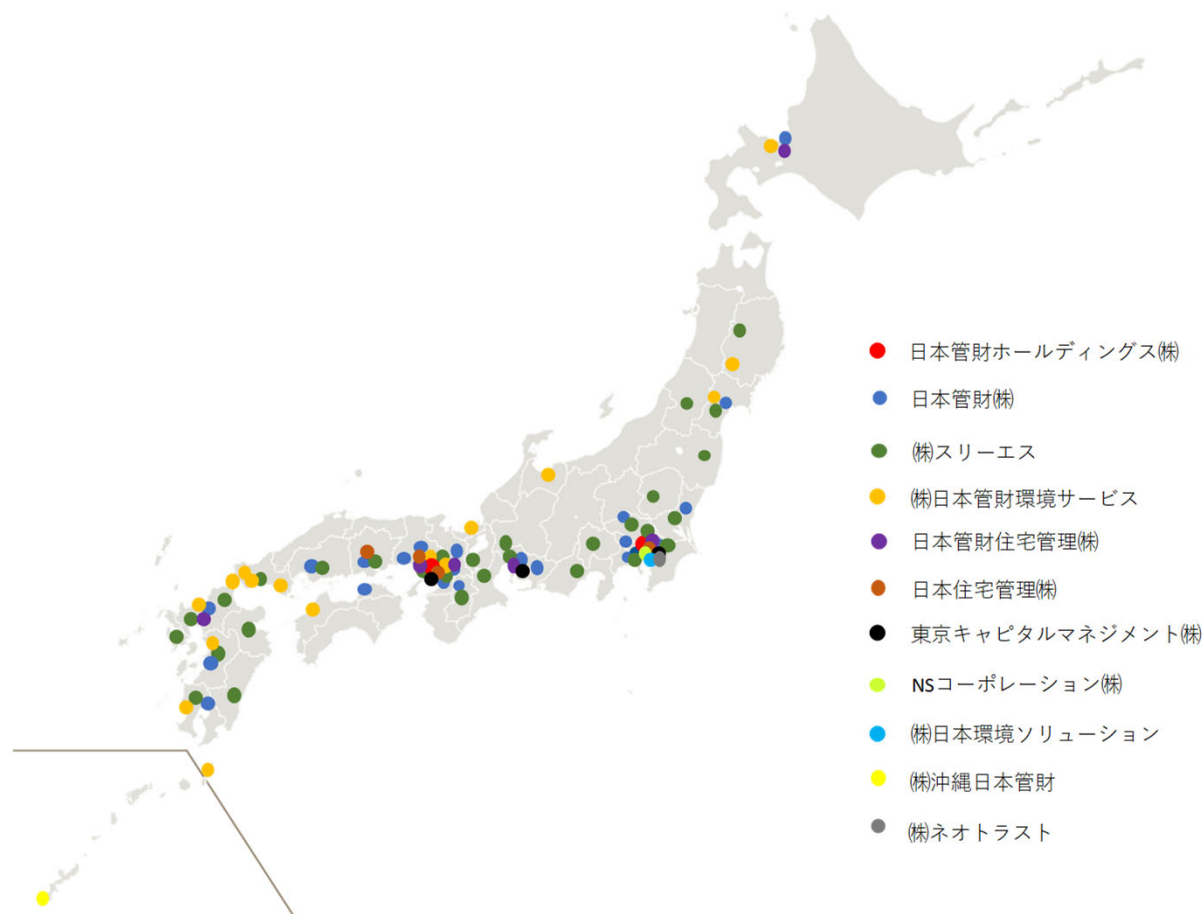 日本管財ホールディングス㈱
日本管財㈱
㈱スリーエス
㈱日本管財環境サービス
日本管財住宅管理㈱
日本住宅管理㈱
東京キャピタルマネジメント㈱
NSコーポレーション㈱
㈱日本環境ソリューション
㈱沖縄日本管財
㈱ネオトラスト